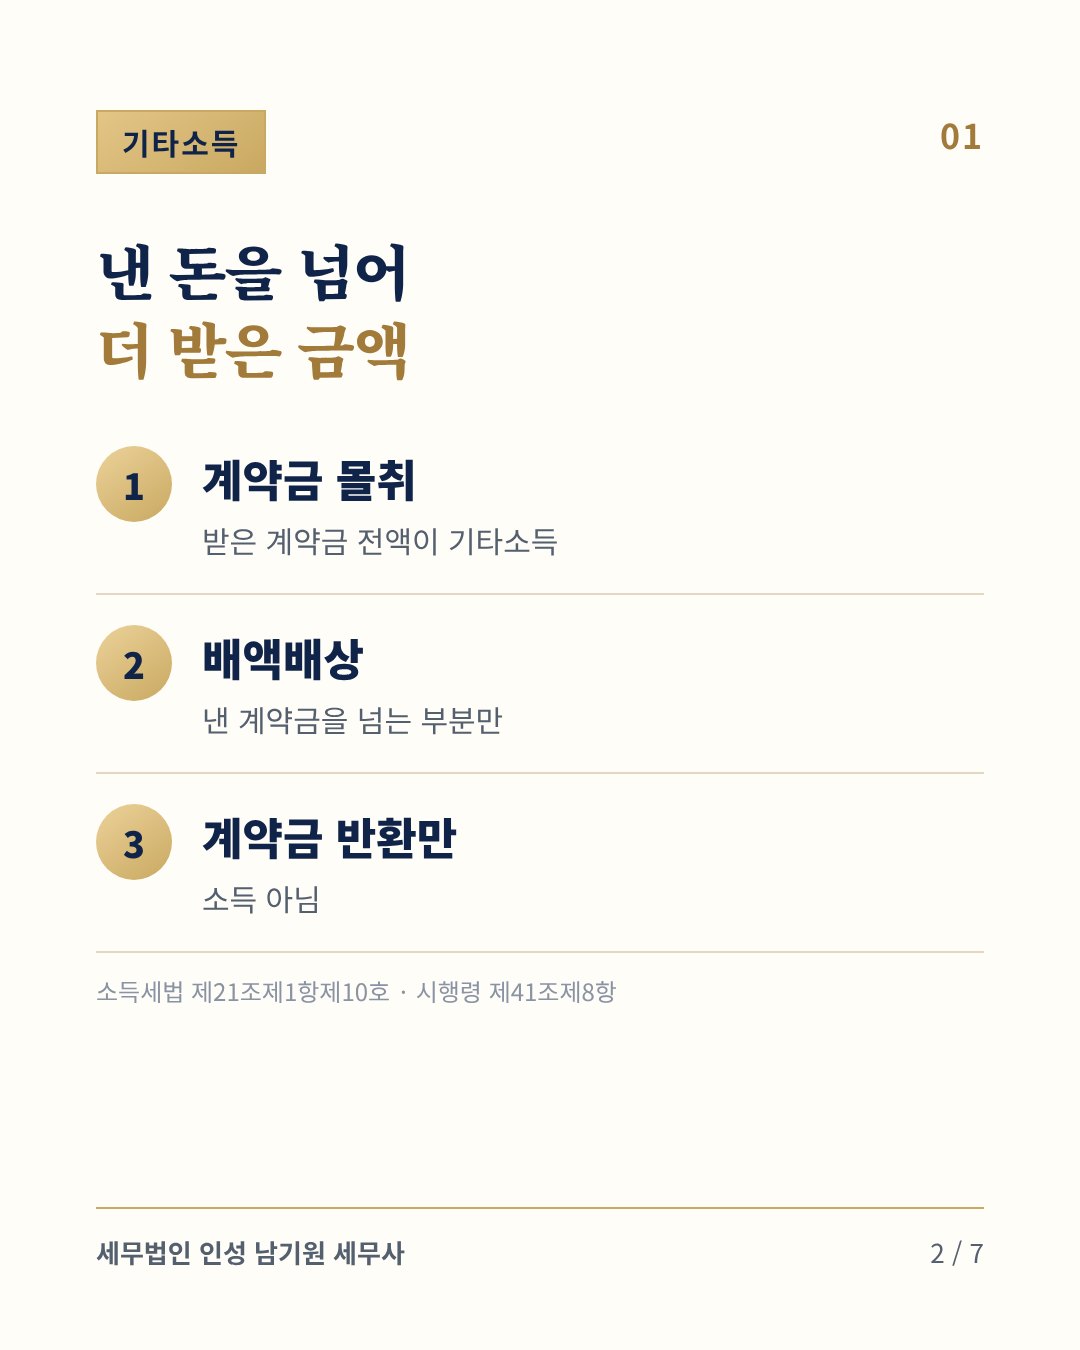 기타소득
01
낸 돈을 넘어
더 받은 금액
1
계약금 몰취
받은 계약금 전액이 기타소득
2
배액배상
낸 계약금을 넘는 부분만
3
계약금 반환만
소득 아님
소득세법 제21조제1항제10호 · 시행령 제41조제8항
세무법인 인성 남기원 세무사
2 / 7